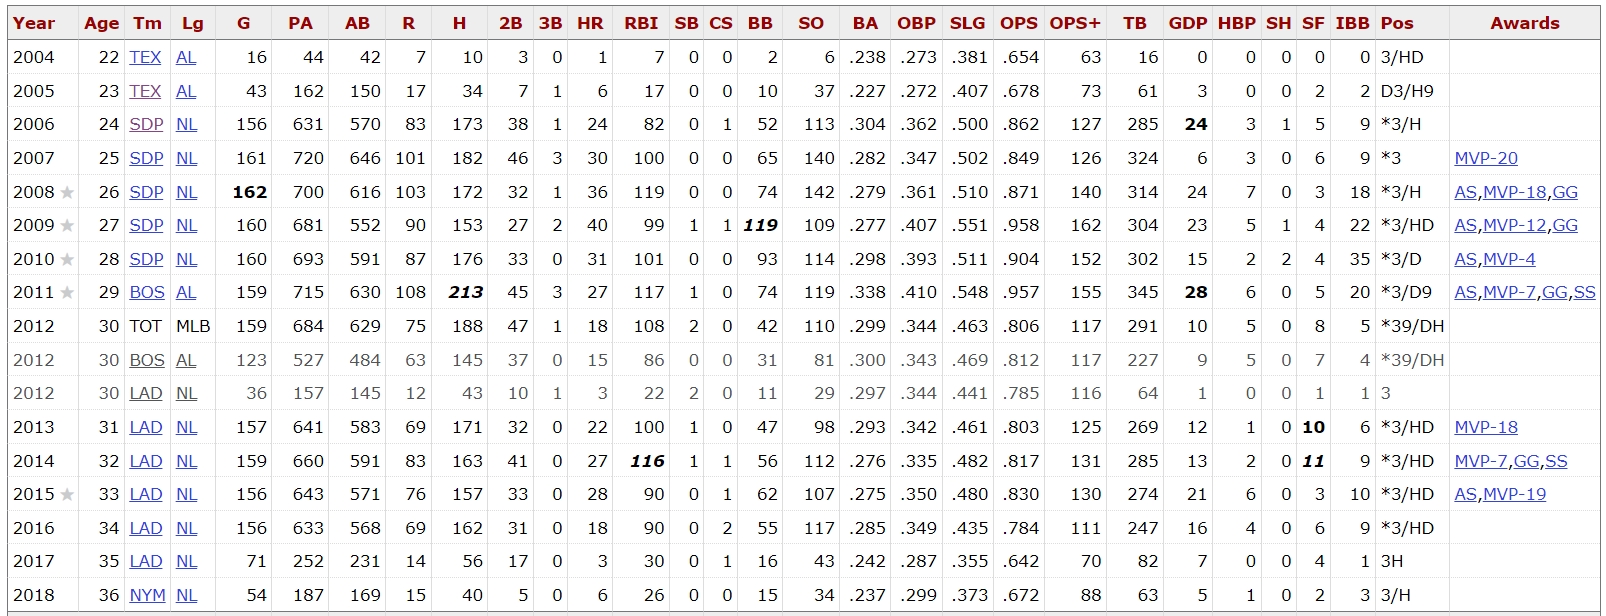 Year Age Tm Lg G PA AB R H 2B 3B HR RBI SB CS BB SO BA OBP SLG OPS OPS+ TB GDP HBP SH SF IBB Pos Awards
2004 22 TEX AL 16 44 42 7 10 3 0 1 7 0 0 2 6 .238 .273 .381 .654 63 16 0 0 0 0 0 3/HD
2005 23 TEX AL 43 162 150 17 34 7 1 6 17 0 0 10 37 .227 .272 .407 .678 73 61 3 0 0 2 2 D3/H9
2006 24 SDP NL 156 631 570 83 173 38 1 24 82 0 1 52 113 .304 .362 .500 .862 127 285 24 3 1 5 9 *3/H
2007 25 SDP NL 161 720 646 101 182 46 3 30 100 0 0 65 140 .282 .347 .502 .849 126 324 6 3 0 6 9 *3 MVP-20
2008 ★ 26 SDP NL 162 700 616 103 172 32 1 36 119 0 0 74 142 .279 .361 .510 .871 140 314 24 7 0 3 18 *3/H AS,MVP-18,GG
2009 ★ 27 SDP NL 160 681 552 90 153 27 2 40 99 1 1 119 109 .277 .407 .551 .958 162 304 23 5 1 4 22 *3/HD AS,MVP-12,GG
2010 ★ 28 SDP NL 160 693 591 87 176 33 0 31 101 0 0 93 114 .298 .393 .511 .904 152 302 15 2 2 4 35 *3/D AS,MVP-4
2011 ★ 29 BOS AL 159 715 630 108 213 45 3 27 117 1 0 74 119 .338 .410 .548 .957 155 345 28 6 0 5 20 *3/D9 AS,MVP-7,GG,SS
2012 30 TOT MLB 159 684 629 75 188 47 1 18 108 2 0 42 110 .299 .344 .463 .806 117 291 10 5 0 8 5 *39/DH
2012 30 BOS AL 123 527 484 63 145 37 0 15 86 0 0 31 81 .300 .343 .469 .812 117 227 9 5 0 7 4 *39/DH
2012 30 LAD NL 36 157 145 12 43 10 1 3 22 2 0 11 29 .297 .344 .441 .785 116 64 1 0 0 1 1 3
2013 31 LAD NL 157 641 583 69 171 32 0 22 100 1 0 47 98 .293 .342 .461 .803 125 269 12 1 0 10 6 *3/HD MVP-18
2014 32 LAD NL 159 660 591 83 163 41 0 27 116 1 1 56 112 .276 .335 .482 .817 131 285 13 2 0 11 9 *3/HD MVP-7,GG,SS
2015 ★ 33 LAD NL 156 643 571 76 157 33 0 28 90 0 1 62 107 .275 .350 .480 .830 130 274 21 6 0 3 10 *3/HD AS,MVP-19
2016 34 LAD NL 156 633 568 69 162 31 0 18 90 0 2 55 117 .285 .349 .435 .784 111 247 16 4 0 6 9 *3/HD
2017 35 LAD NL 71 252 231 14 56 17 0 3 30 0 1 16 43 .242 .287 .355 .642 70 82 7 0 0 4 1 3H
2018 36 NYM NL 54 187 169 15 40 5 0 6 26 0 0 15 34 .237 .299 .373 .672 88 63 5 1 0 2 3 3/H